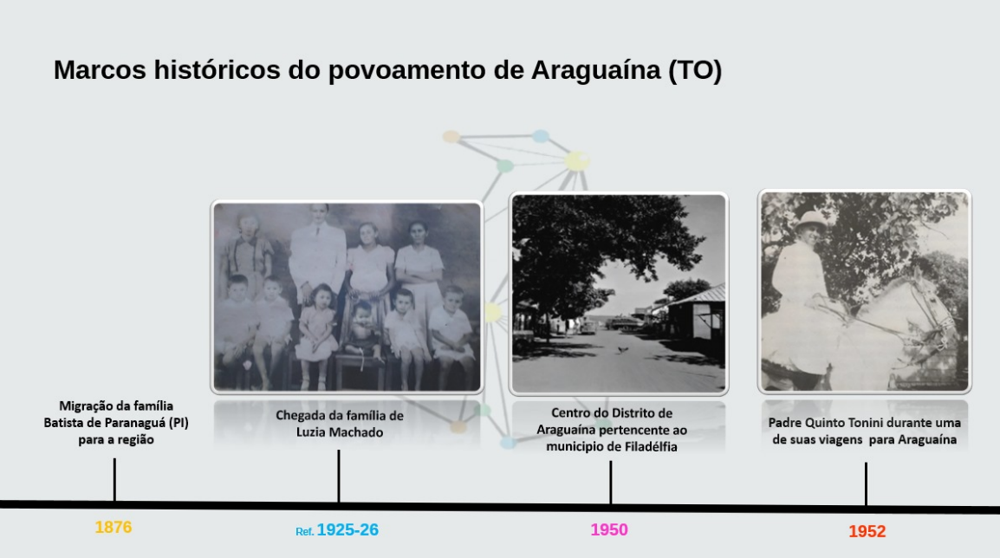 Marcos históricos do povoamento de Araguaína (TO)
Migração da família
Batista de Paranaguá (PI)
para a região
Chegada da família de
Luzia Machado
Centro do Distrito de
Araguaína pertencente ao
municipio de Filadélfia
Padre Quinto Tonini durante uma
de suas viagens para Araguaína
1876
Ref. 1925-26
1950
1952